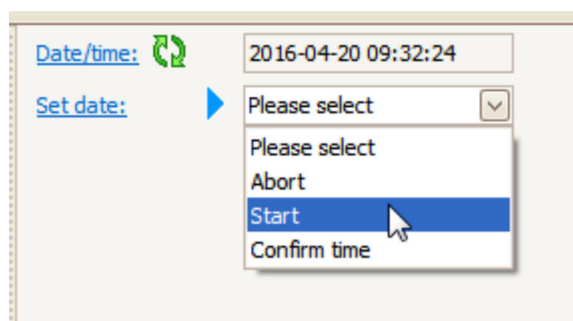 Date/time: 2016-04-20 09:32:24
Set date: Please select
Please select
Abort
Start
Confirm time